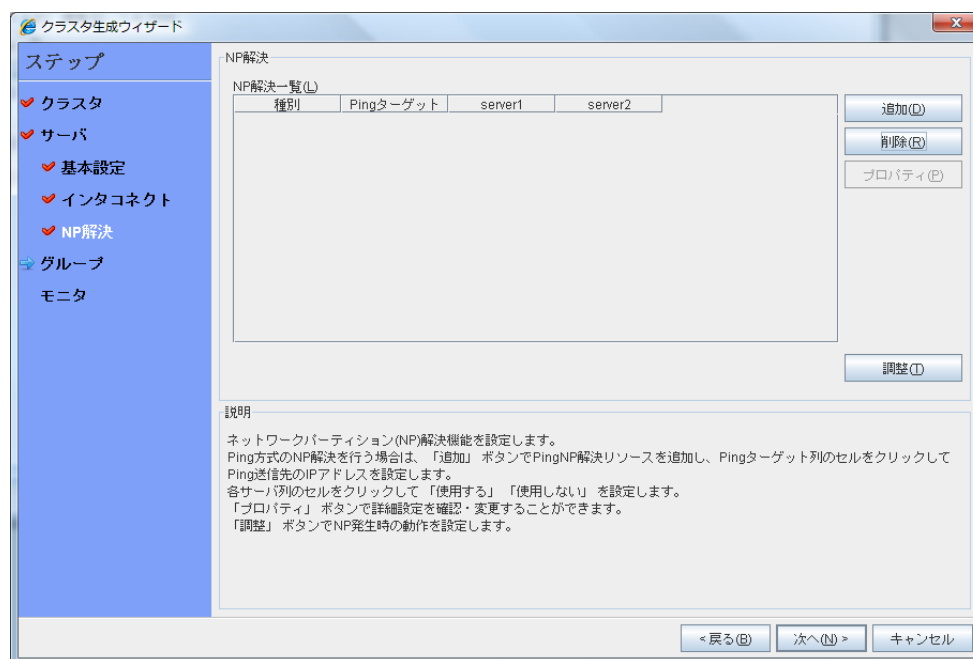 クラスタ生成ウィザード
ステップ
クラスタ
サーバ
基本設定
インタコネクト
NP解決
グループ
モニタ
NP解決
NP解決一覧(L)
種別 Pingターゲット server1 server2
追加(D)
削除(R)
プロパティ(P)
調整(T)
説明
ネットワークパーティション(NP)解決機能を設定します。
Ping方式のNP解決を行う場合は、「追加」 ボタンでPingNP解決リソースを追加し、Pingターゲット列のセルをクリックして
Ping送信先のIPアドレスを設定します。
各サーバ列のセルをクリックして 「使用する」 「使用しない」 を設定します。
「プロパティ」 ボタンで詳細設定を確認・変更することができます。
「調整」 ボタンでNP発生時の動作を設定します。
<戻る(B) 次へ(N)> キャンセル